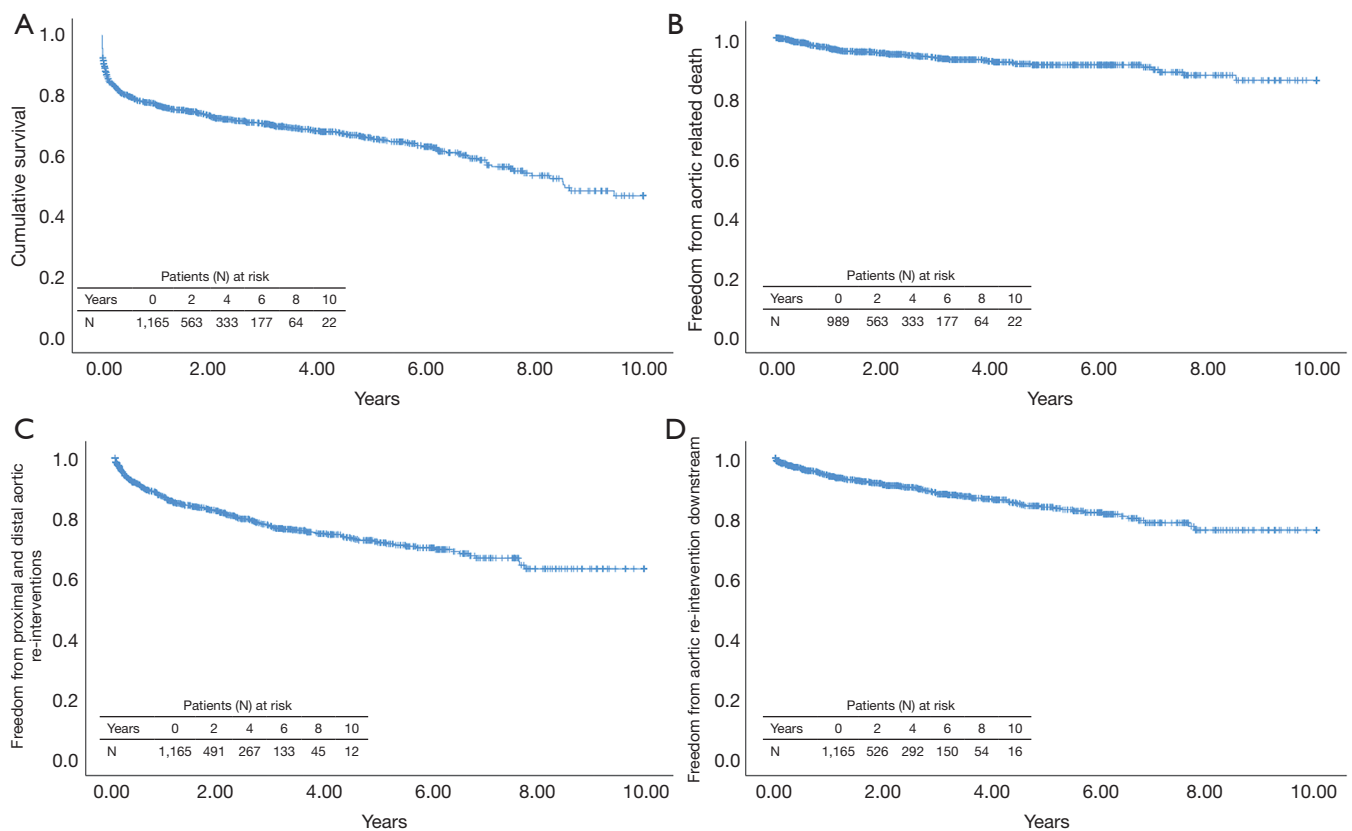 A
Cumulative survival
1.0
0.8
0.6
0.4
0.2
0.0
Patients (N) at risk
Years 0 2 4 6 8 10
N 1,165 563 333 177 64 22
0.00 2.00 4.00 6.00 8.00 10.00
Years
B
Freedom from aortic related death
1.0
0.8
0.6
0.4
0.2
0.0
Patients (N) at risk
Years 0 2 4 6 8 10
N 989 563 333 177 64 22
0.00 2.00 4.00 6.00 8.00 10.00
Years
C
Freedom from proximal and distal aortic
re-interventions
1.0
0.8
0.6
0.4
0.2
0.0
Patients (N) at risk
Years 0 2 4 6 8 10
N 1,165 491 267 133 45 12
0.00 2.00 4.00 6.00 8.00 10.00
Years
D
Freedom from aortic re-intervention downstream
1.0
0.8
0.6
0.4
0.2
0.0
Patients (N) at risk
Years 0 2 4 6 8 10
N 1,165 526 292 150 54 16
0.00 2.00 4.00 6.00 8.00 10.00
Years